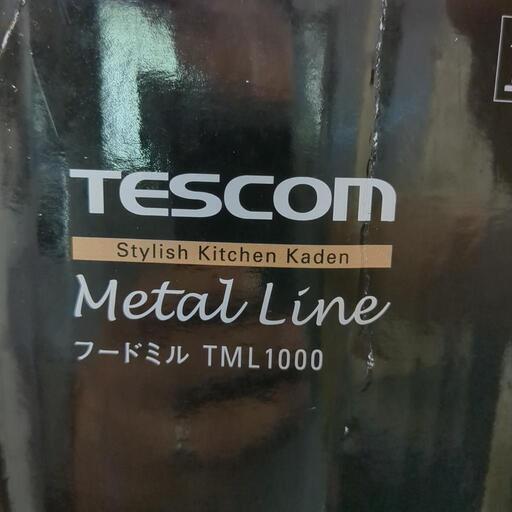 TESCOM
Stylish Kitchen Kaden
Metal Line
フードミル TML1000